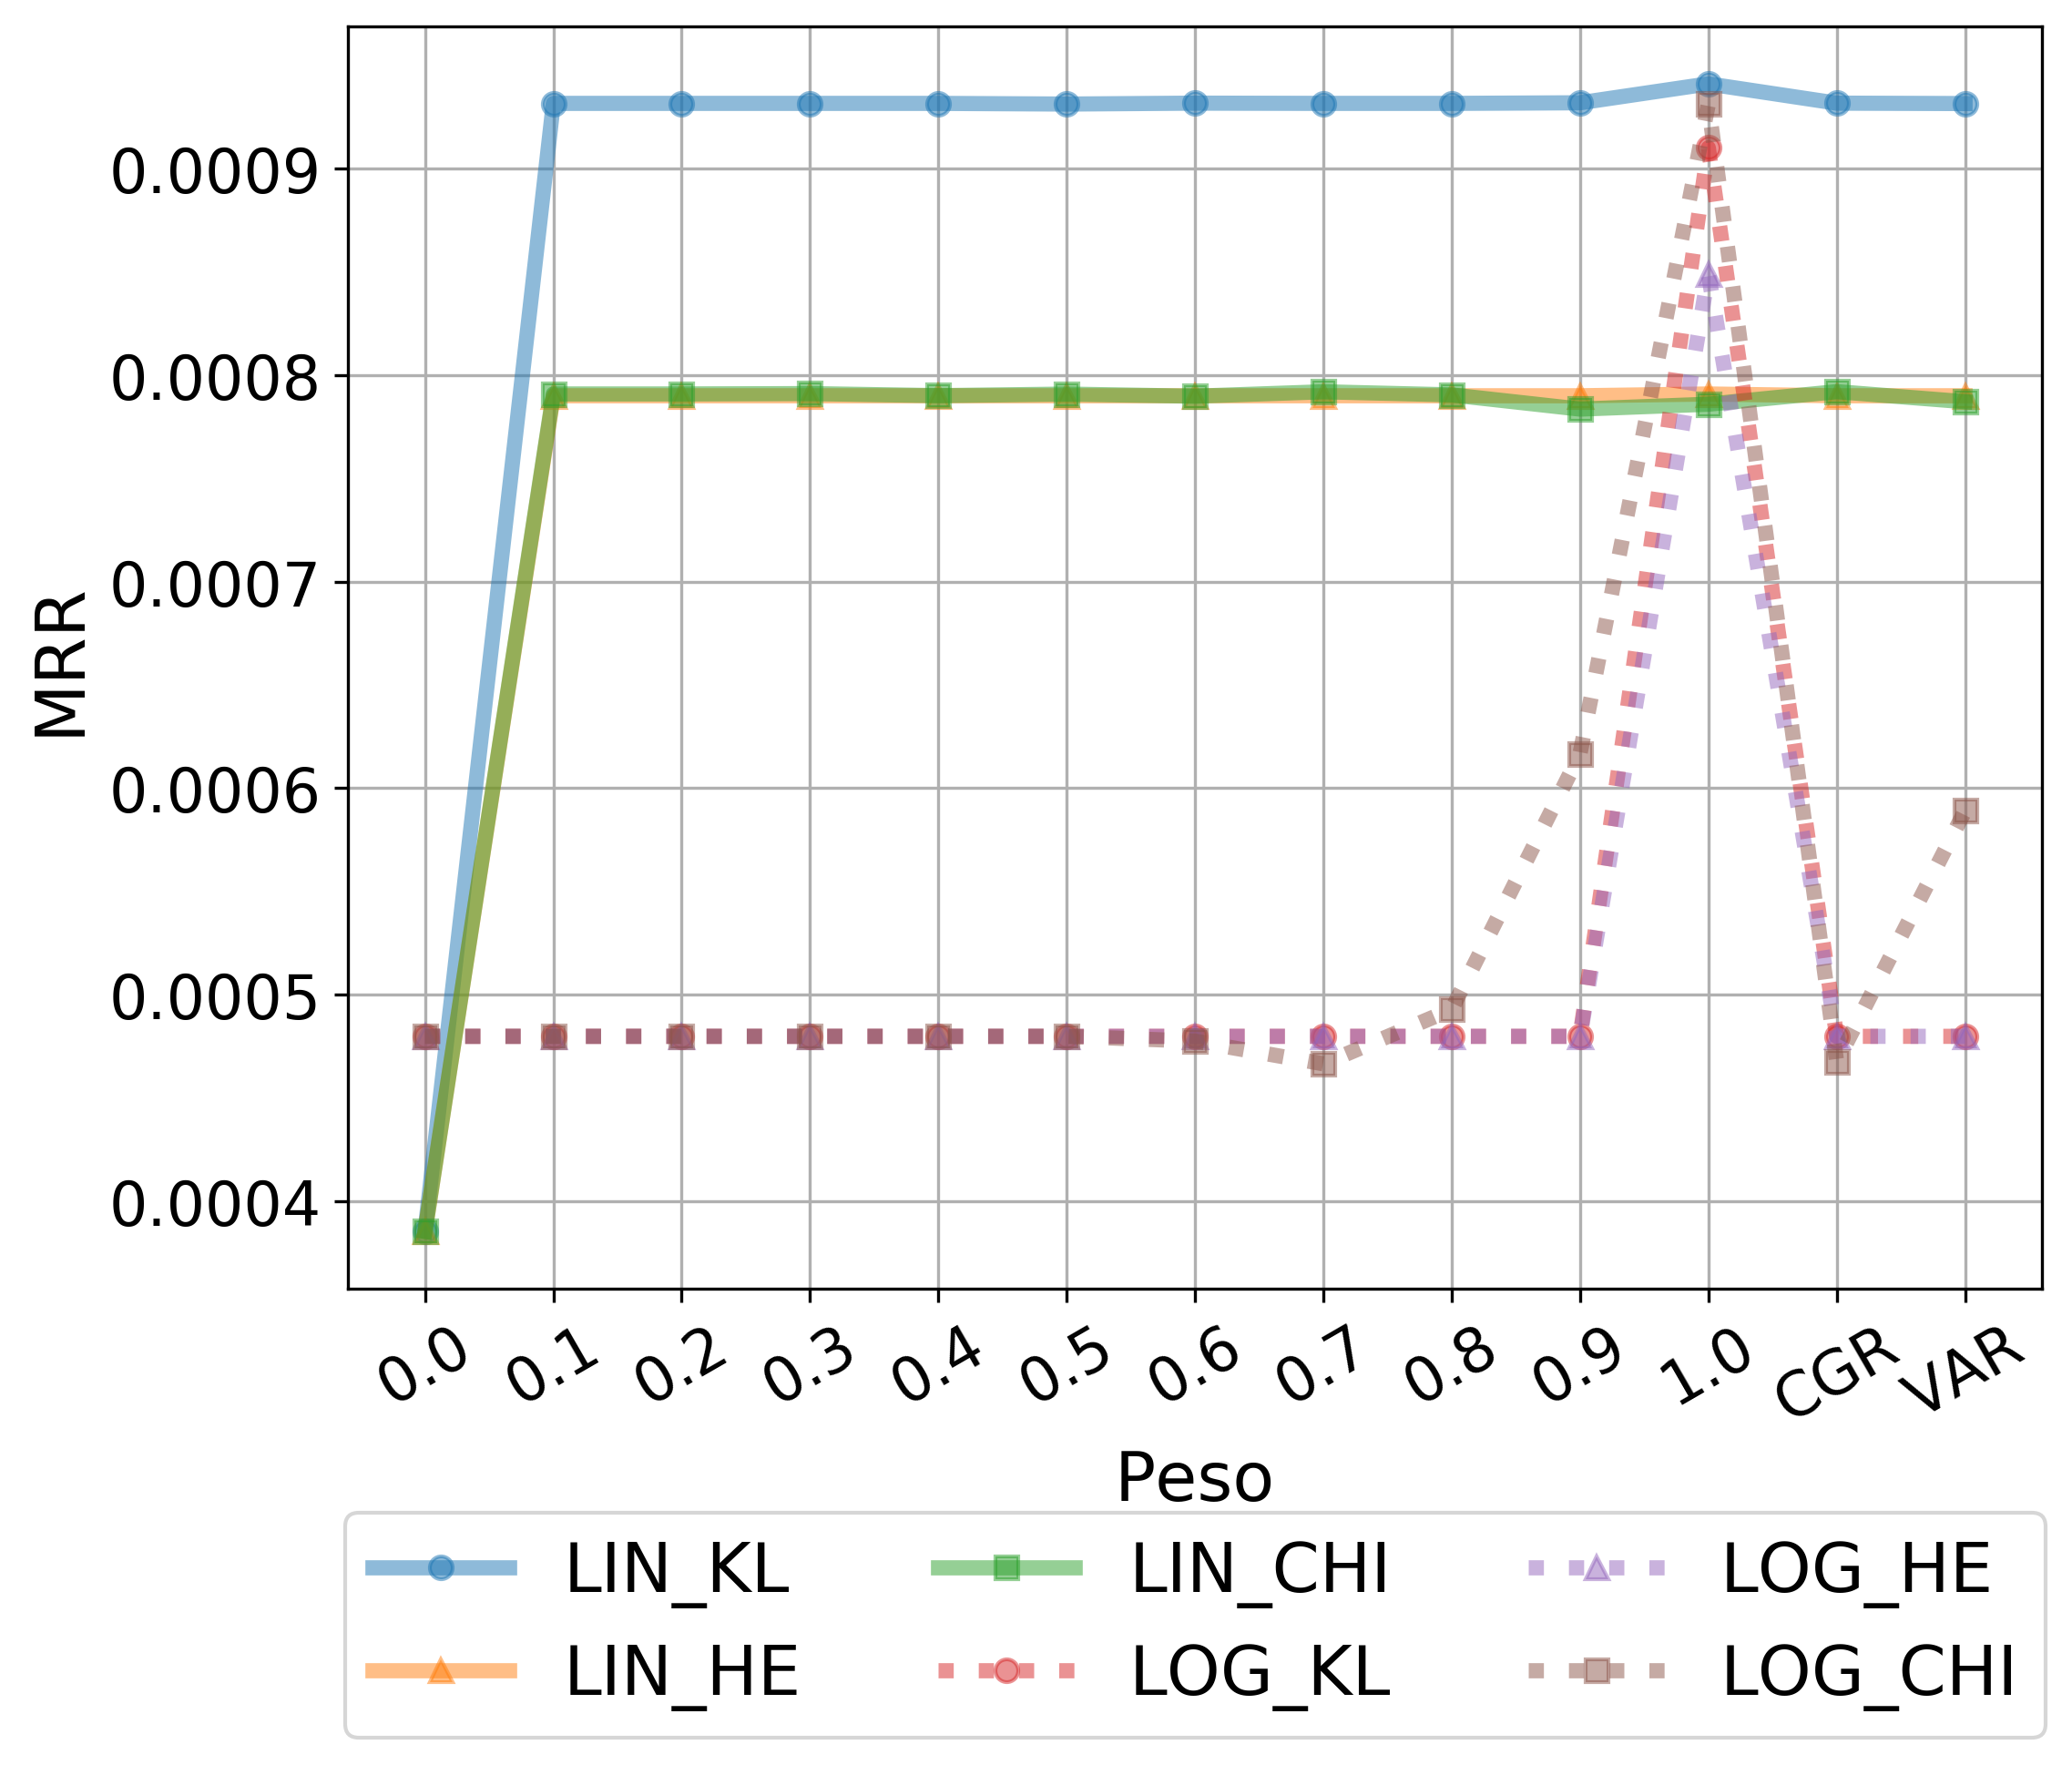 MRR
0.0009
0.0008
0.0007
0.0006
0.0005
0.0004
0.0 0.1 0.2 0.3 0.4 0.5 0.6 0.7 0.8 0.9 1.0 CGR VAR
Peso
LIN_KL LIN_CHI LOG_HE
LIN_HE LOG_KL LOG_CHI